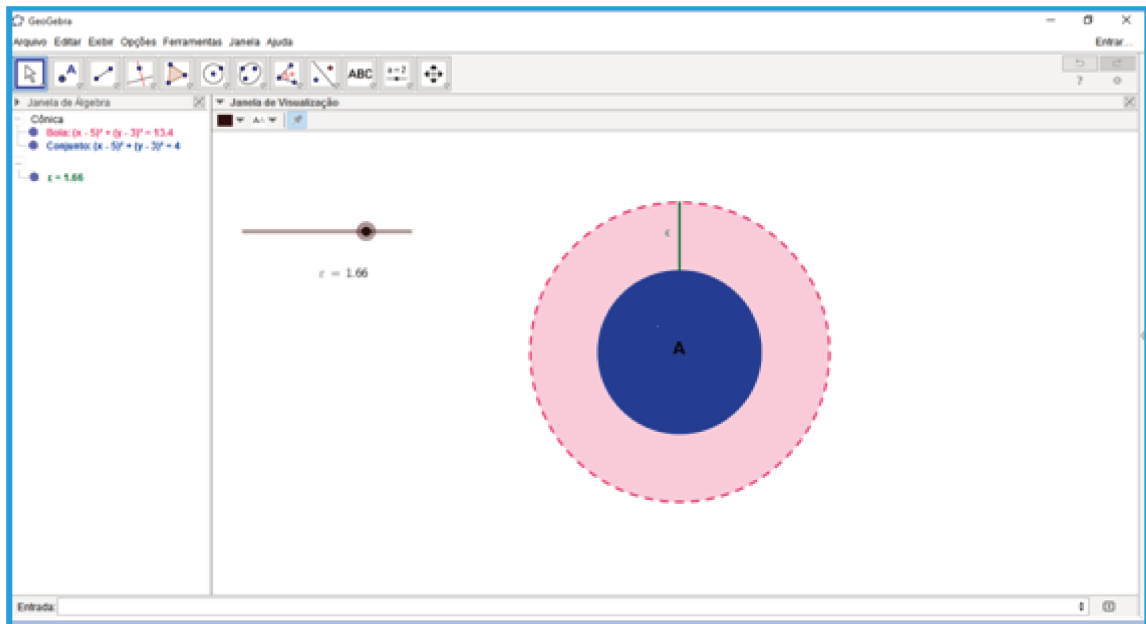 GeoGebra
Arquivo Editar Exibir Opções Ferramentas Janela Ajuda
Entrar...
ABC
a=2
Janela de Álgebra
Janela de Visualização
Cônica
Bola: (x - 5)² + (y - 3)² = 13.4
Conjunto: (x - 5)² + (y - 3)² = 4
ε = 1.66
ε
ε = 1.66
A
Entrada: